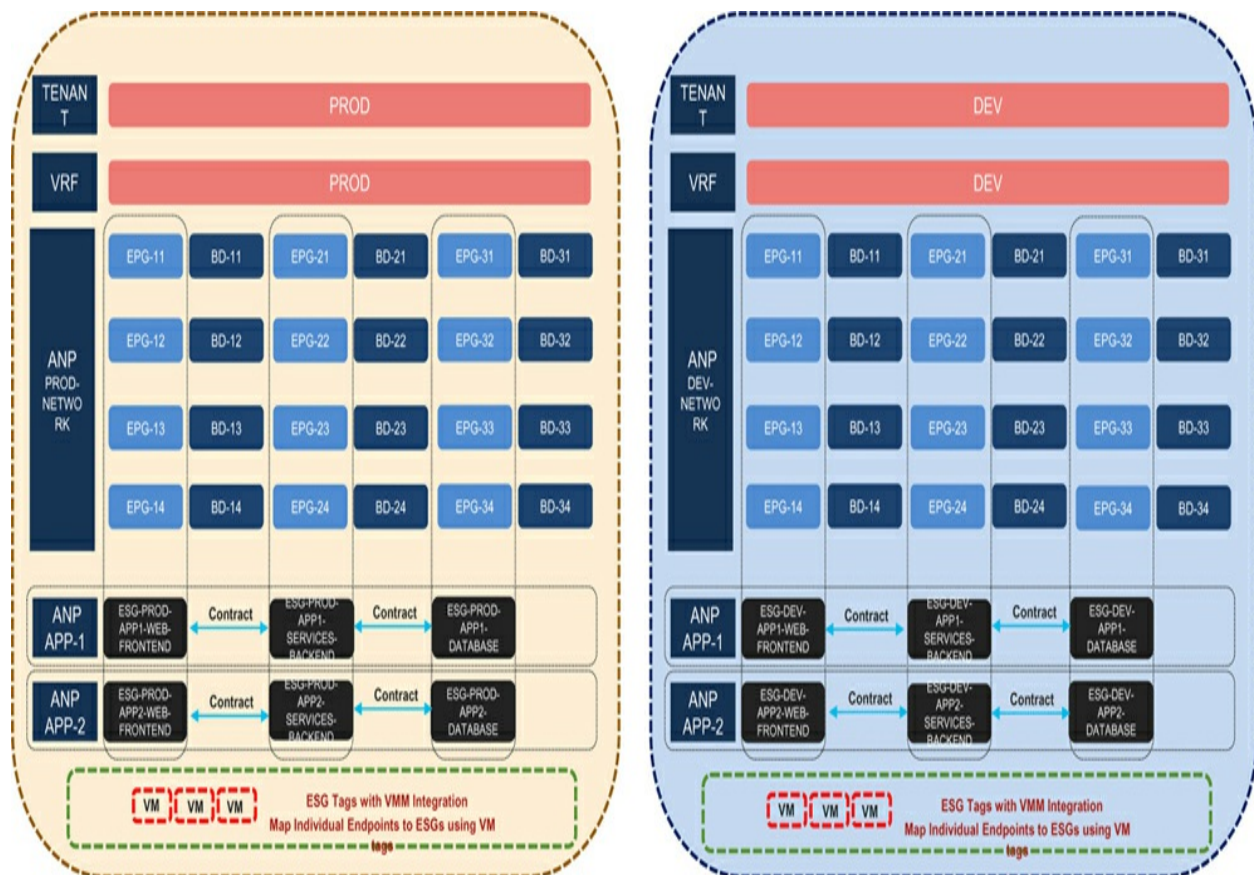 TENAN
T
PROD
VRF
PROD
ANP
PROD-
NETWO
RK
EPG-11
BD-11
EPG-21
BD-21
EPG-31
BD-31
EPG-12
BD-12
EPG-22
BD-22
EPG-32
BD-32
EPG-13
BD-13
EPG-23
BD-23
EPG-33
BD-33
EPG-14
BD-14
EPG-24
BD-24
EPG-34
BD-34
ANP
APP-1
ESG-PROD-
APP1-WEB-
FRONTEND
Contract
ESG-PROD-
APP1-
SERVICES-
BACKEND
Contract
ESG-PROD-
APP1-
DATABASE
ANP
APP-2
ESG-PROD-
APP2-WEB-
FRONTEND
Contract
ESG-PROD-
APP2-
SERVICES-
BACKEND
Contract
ESG-PROD-
APP2-
DATABASE
VM
VM
VM
ESG Tags with VMM Integration
Map Individual Endpoints to ESGs using VM
tags
TENAN
T
DEV
VRF
DEV
ANP
DEV-
NETWO
RK
EPG-11
BD-11
EPG-21
BD-21
EPG-31
BD-31
EPG-12
BD-12
EPG-22
BD-22
EPG-32
BD-32
EPG-13
BD-13
EPG-23
BD-23
EPG-33
BD-33
EPG-14
BD-14
EPG-24
BD-24
EPG-34
BD-34
ANP
APP-1
ESG-DEV-
APP1-WEB-
FRONTEND
Contract
ESG-DEV-
APP1-
SERVICES-
BACKEND
Contract
ESG-DEV-
APP1-
DATABASE
ANP
APP-2
ESG-DEV-
APP2-WEB-
FRONTEND
Contract
ESG-DEV-
APP2-
SERVICES-
BACKEND
Contract
ESG-DEV-
APP2-
DATABASE
VM
VM
VM
ESG Tags with VMM Integration
Map Individual Endpoints to ESGs using VM
tags